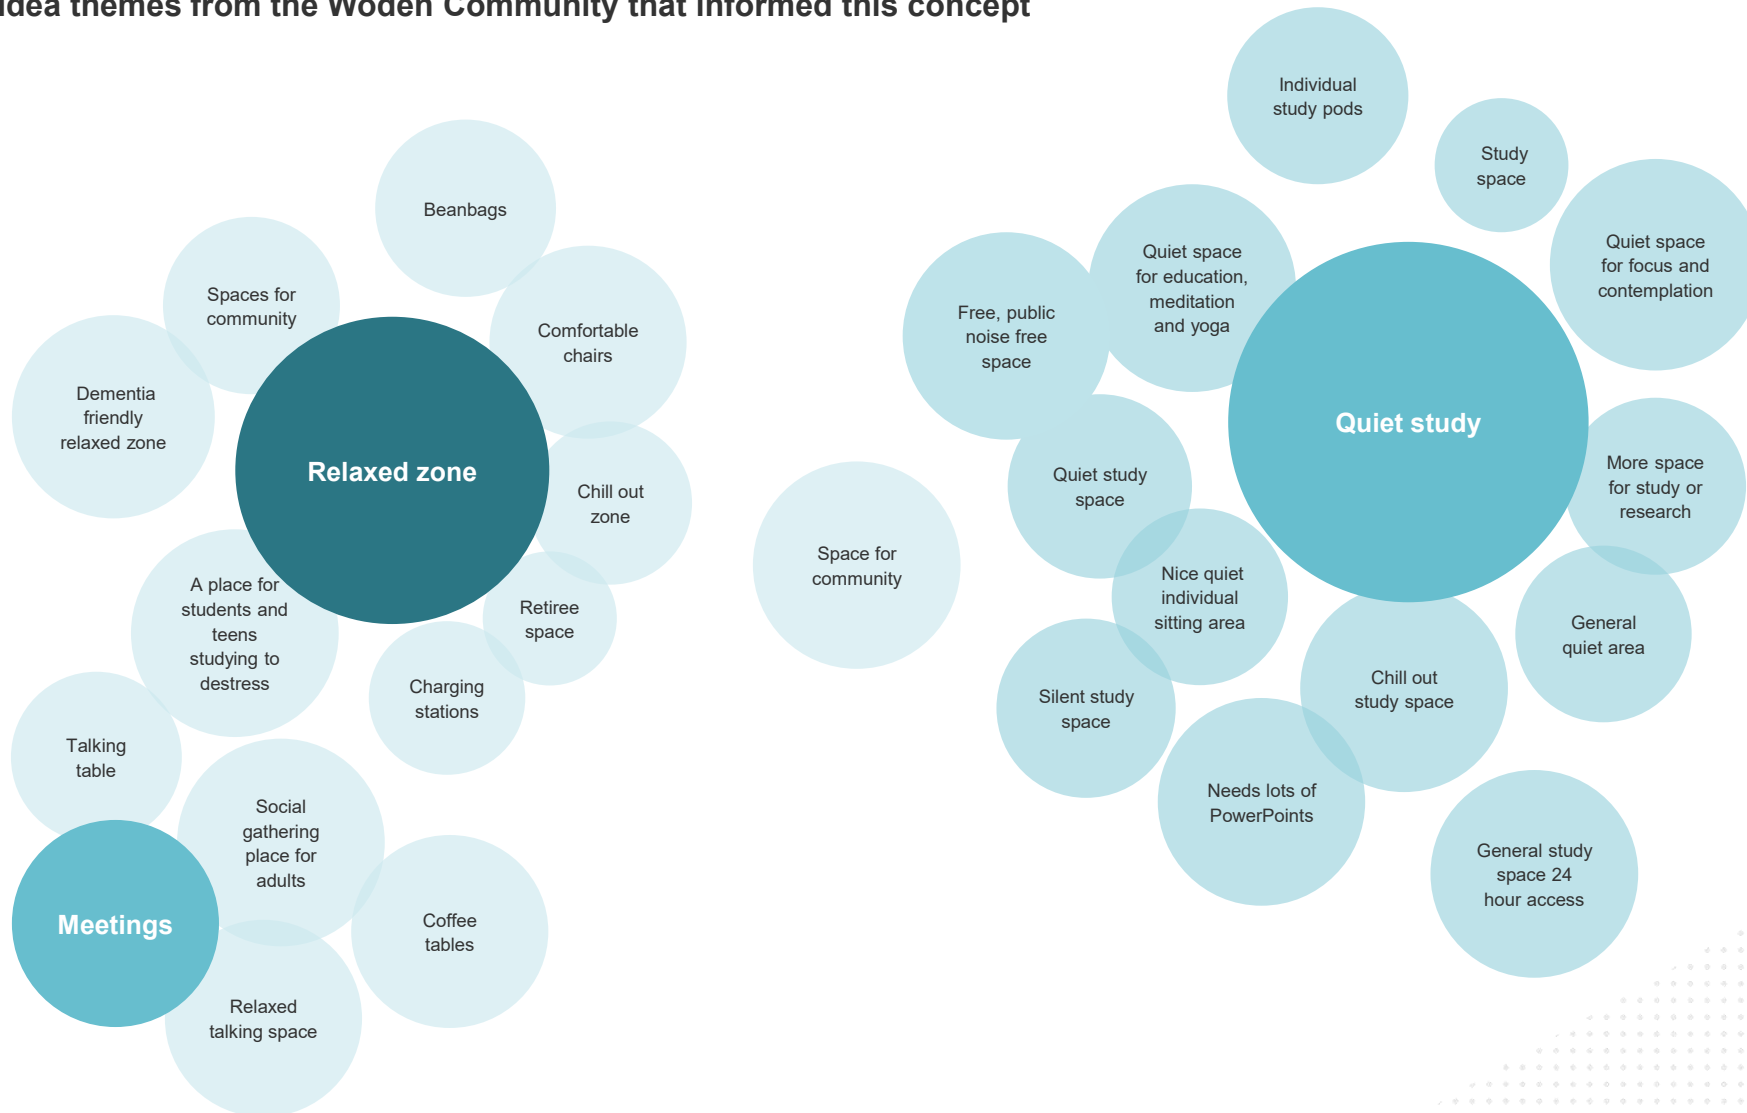 Idea themes from the Woden Community that informed this concept
Beanbags
Spaces for
community
Comfortable
chairs
Dementia
friendly
relaxed zone
Relaxed zone
Chill out
zone
A place for
students and
teens
studying to
destress
Retiree
space
Charging
stations
Talking
table
Social
gathering
place for
adults
Meetings
Coffee
tables
Relaxed
talking space
Space for
community
Individual
study pods
Study
space
Quiet space
for focus and
contemplation
Quiet space
for education,
meditation
and yoga
Free, public
noise free
space
Quiet study
Quiet study
space
More space
for study or
research
Nice quiet
individual
sitting area
General
quiet area
Silent study
space
Chill out
study space
Needs lots of
PowerPoints
General study
space 24
hour access